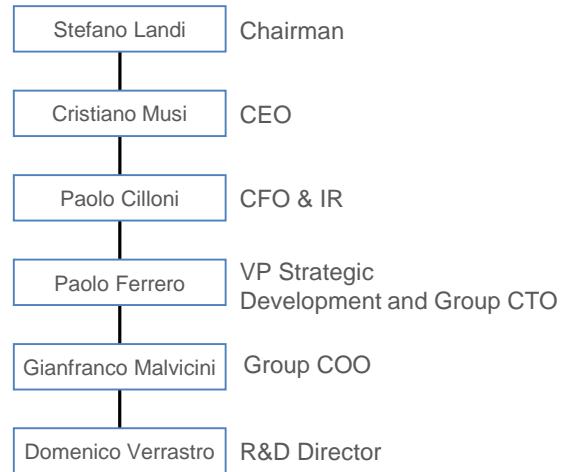 Stefano Landi Chairman
Cristiano Musi CEO
Paolo Cilloni CFO & IR
Paolo Ferrero VP Strategic
Development and Group CTO
Gianfranco Malvicini Group COO
Domenico Verrastro R&D Director